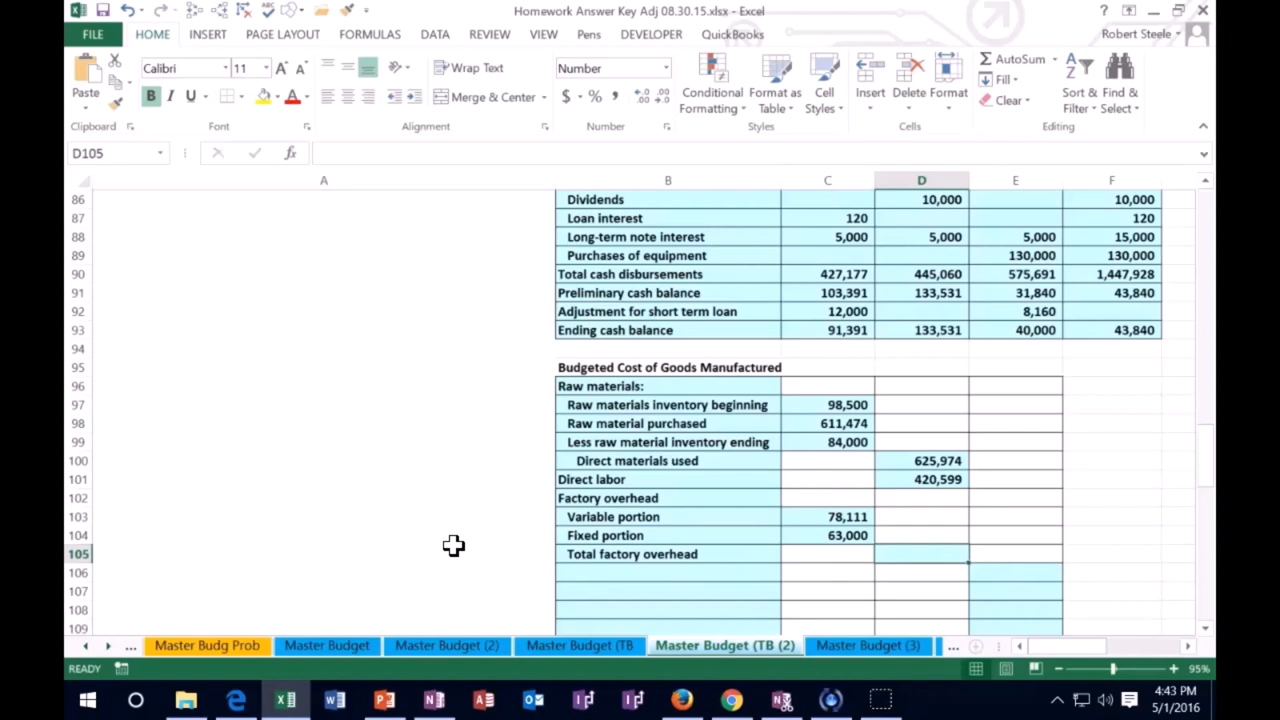 Homework Answer Key Adj 08.30.15.xlsx - Excel
FILE HOME INSERT PAGE LAYOUT FORMULAS DATA REVIEW VIEW Pens DEVELOPER QuickBooks Robert Steele
Calibri 11 Wrap Text Number AutoSum
Paste Merge & Center Conditional Formatting Format as Table Cell Styles Insert Delete Format Fill Clear Sort & Filter Find & Select
Clipboard Font Alignment Number Styles Cells Editing
D105 fx
A B C D E F
86 Dividends 10,000 10,000
87 Loan interest 120 120
88 Long-term note interest 5,000 5,000 5,000 15,000
89 Purchases of equipment 130,000 130,000
90 Total cash disbursements 427,177 445,060 575,691 1,447,928
91 Preliminary cash balance 103,391 133,531 31,840 43,840
92 Adjustment for short term loan 12,000 8,160
93 Ending cash balance 91,391 133,531 40,000 43,840
94
95 Budgeted Cost of Goods Manufactured
96 Raw materials:
97 Raw materials inventory beginning 98,500
98 Raw material purchased 611,474
99 Less raw material inventory ending 84,000
100 Direct materials used 625,974
101 Direct labor 420,599
102 Factory overhead
103 Variable portion 78,111
104 Fixed portion 63,000
105 Total factory overhead
106
107
108
109
... Master Budg Prob Master Budget Master Budget (2) Master Budget (TB Master Budget (TB (2) Master Budget (3) ...
READY 95%
4:43 PM
5/1/2016